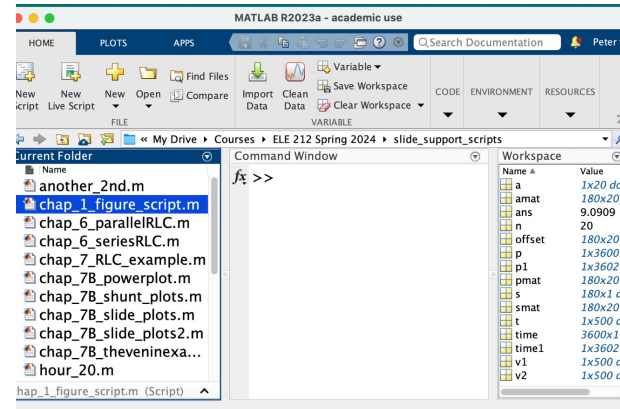 MATLAB R2023a - academic use
HOME PLOTS APPS Search Documentation Peter
New Script
New Live Script
New
Open
Find Files
Compare
FILE
Import Data
Clean Data
Variable
Save Workspace
Clear Workspace
VARIABLE
CODE
ENVIRONMENT
RESOURCES
« My Drive Courses ELE 212 Spring 2024 slide_support_scripts
Current Folder
Name
another_2nd.m
chap_1_figure_script.m
chap_6_parallelRLC.m
chap_6_seriesRLC.m
chap_7_RLC_example.m
chap_7B_powerplot.m
chap_7B_shunt_plots.m
chap_7B_slide_plots.m
chap_7B_slide_plots2.m
chap_7B_theveninexa...
hour_20.m
hap_1_figure_script.m (Script)
Command Window
fx >>
Workspace
Name Value
a 1x20 do
amat 180x20
ans 9.0909
n 20
offset 180x20
p 1x3600
p1 1x3602
pmat 180x20
s 180x1 d
smat 180x20
t 1x500 d
time 3600x1
time1 1x3602
v1 1x500 d
v2 1x500 d